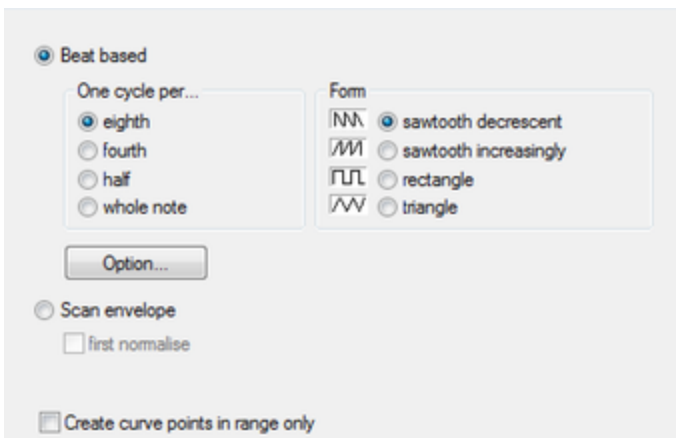 Beat based
One cycle per...
eighth
fourth
half
whole note
Form
sawtooth decrescent
sawtooth increasingly
rectangle
triangle
Option...
Scan envelope
first normalise
Create curve points in range only